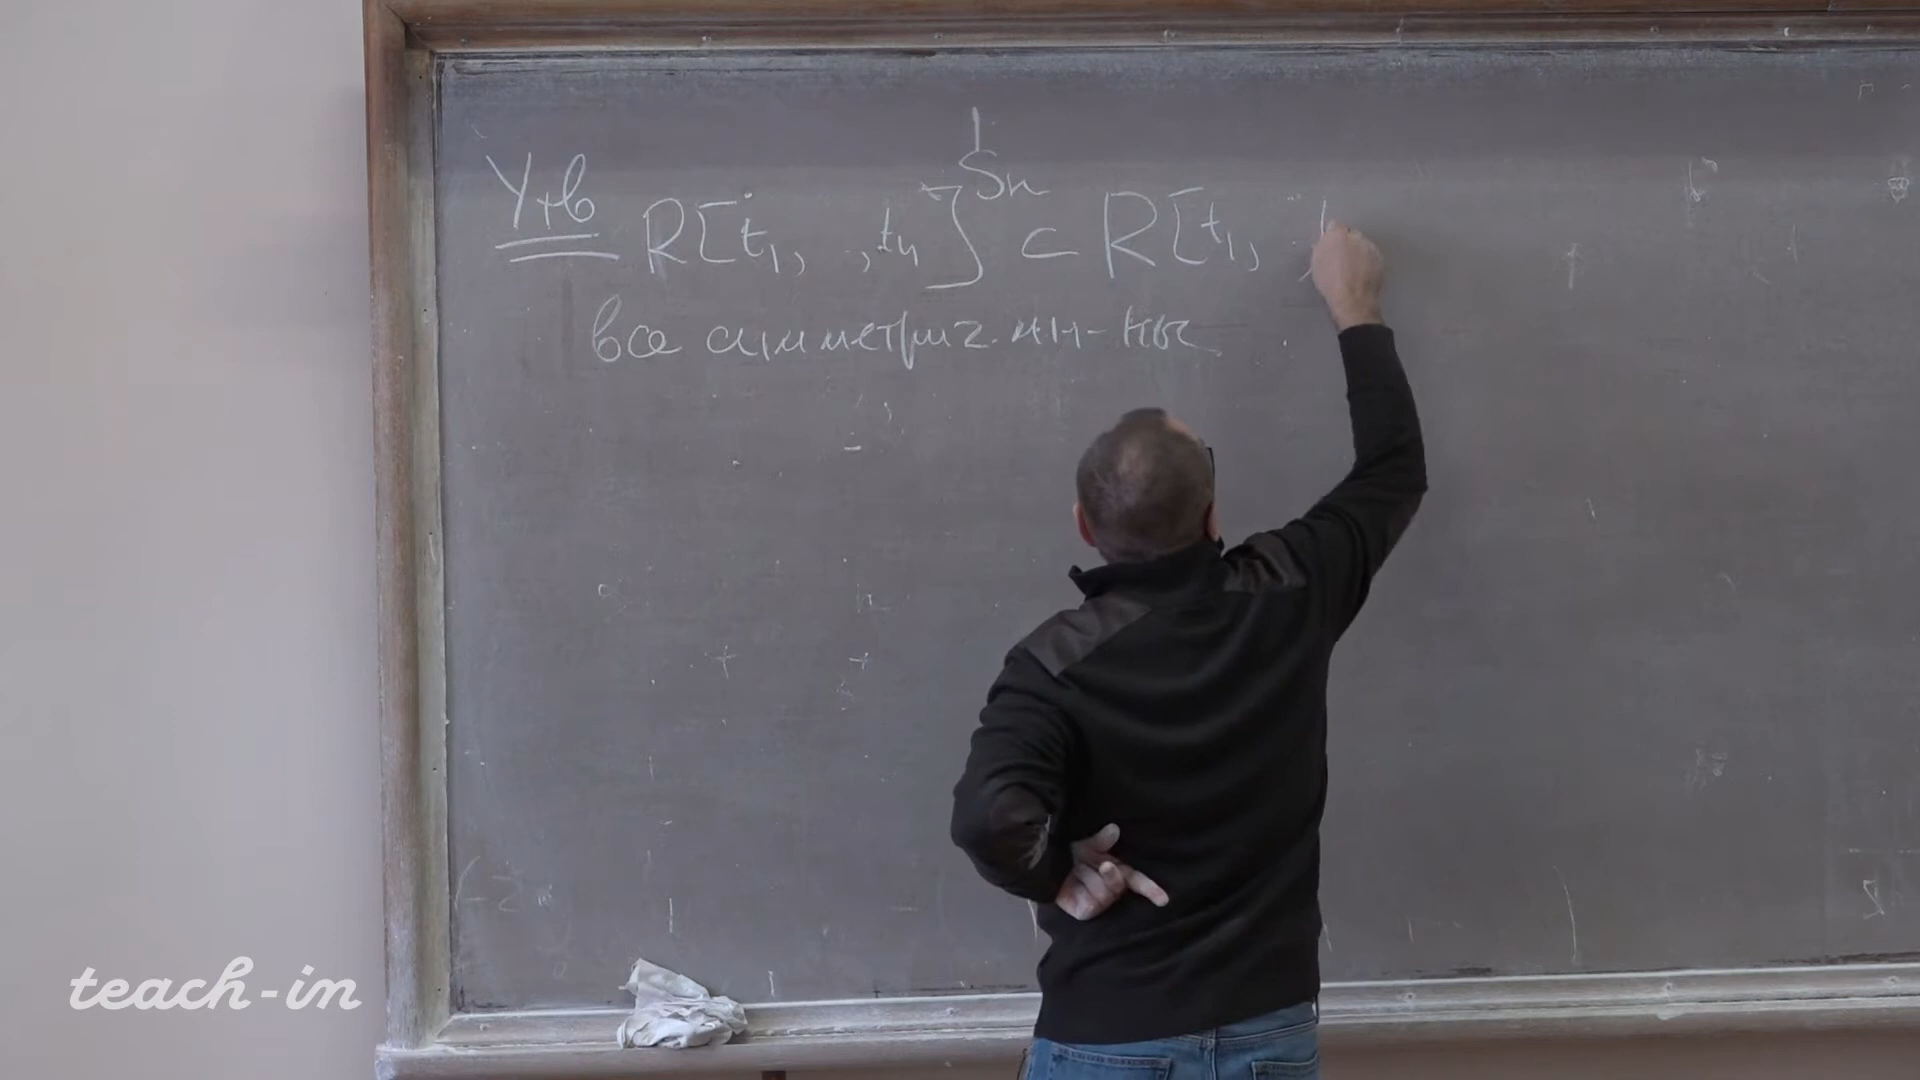 Утв R[t₁, ., tₙ]^Sₙ ⊂ R[t₁, ..,
все симметрич. мн-ны
teach-in